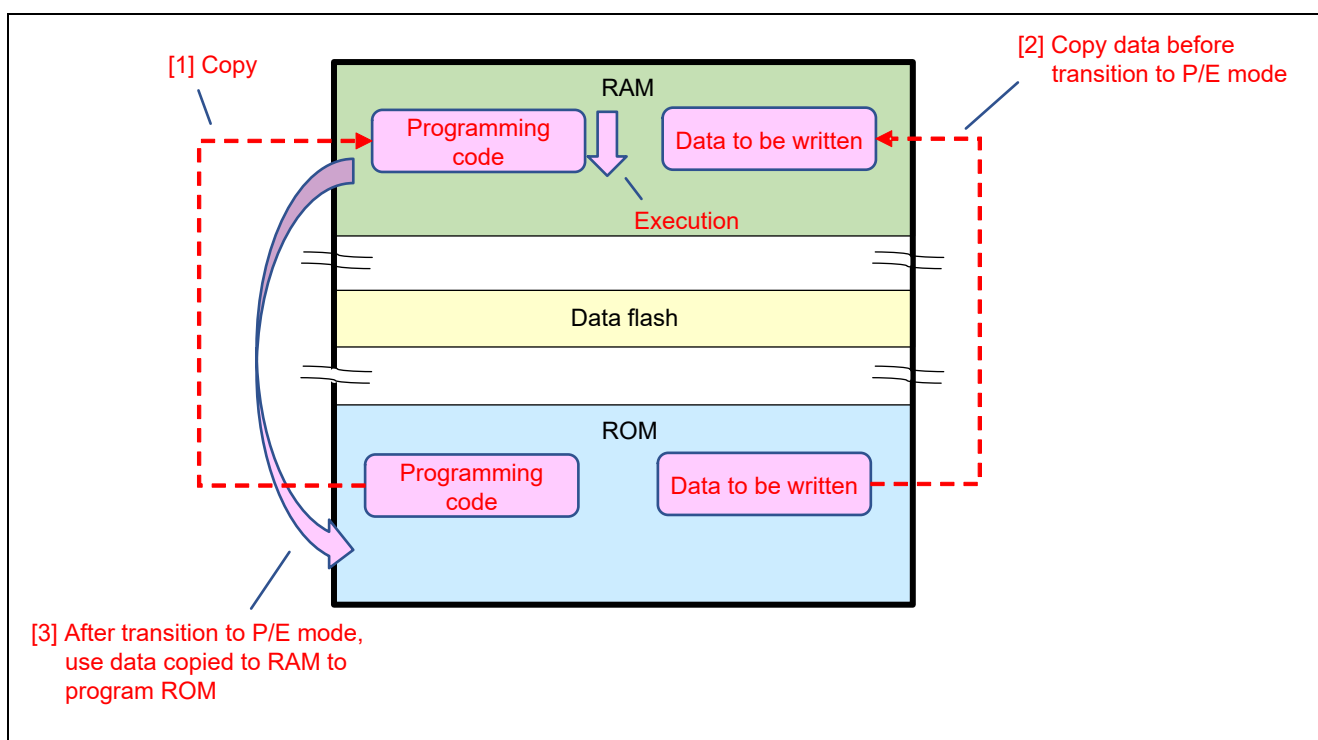 [1] Copy
[2] Copy data before
transition to P/E mode
RAM
Programming
code
Data to be written
Execution
Data flash
ROM
Programming
code
Data to be written
[3] After transition to P/E mode,
use data copied to RAM to
program ROM